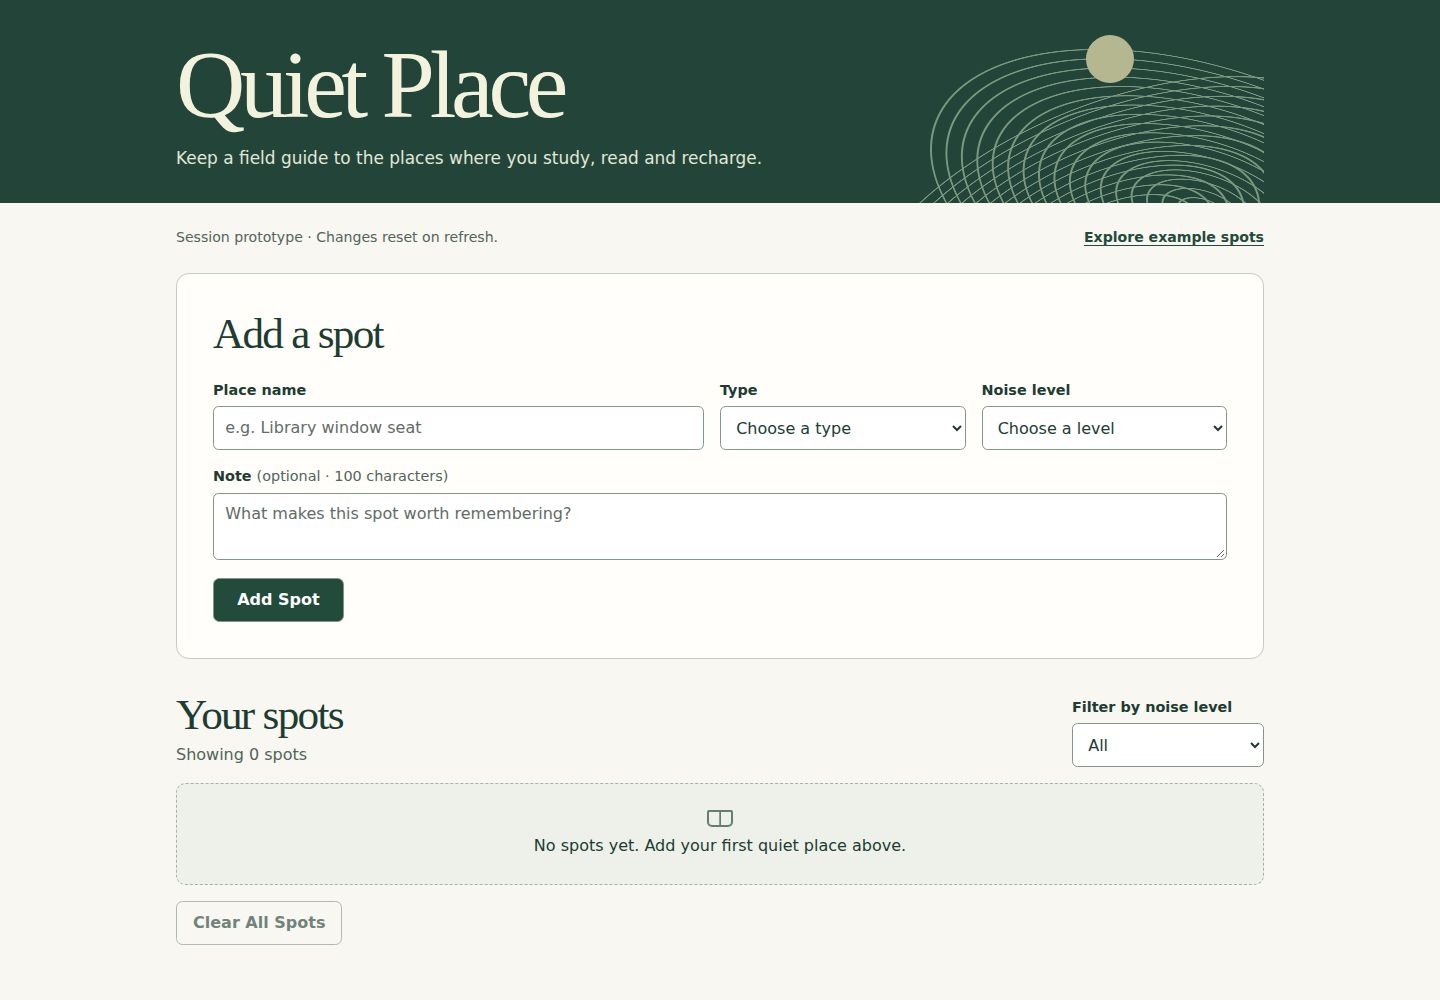 Quiet Place
Keep a field guide to the places where you study, read and recharge.
Session prototype · Changes reset on refresh.
Explore example spots
Add a spot
Place name
Type
Noise level
e.g. Library window seat
Choose a type
Choose a level
Note (optional · 100 characters)
What makes this spot worth remembering?
Add Spot
Your spots
Filter by noise level
Showing 0 spots
All
No spots yet. Add your first quiet place above.
Clear All Spots